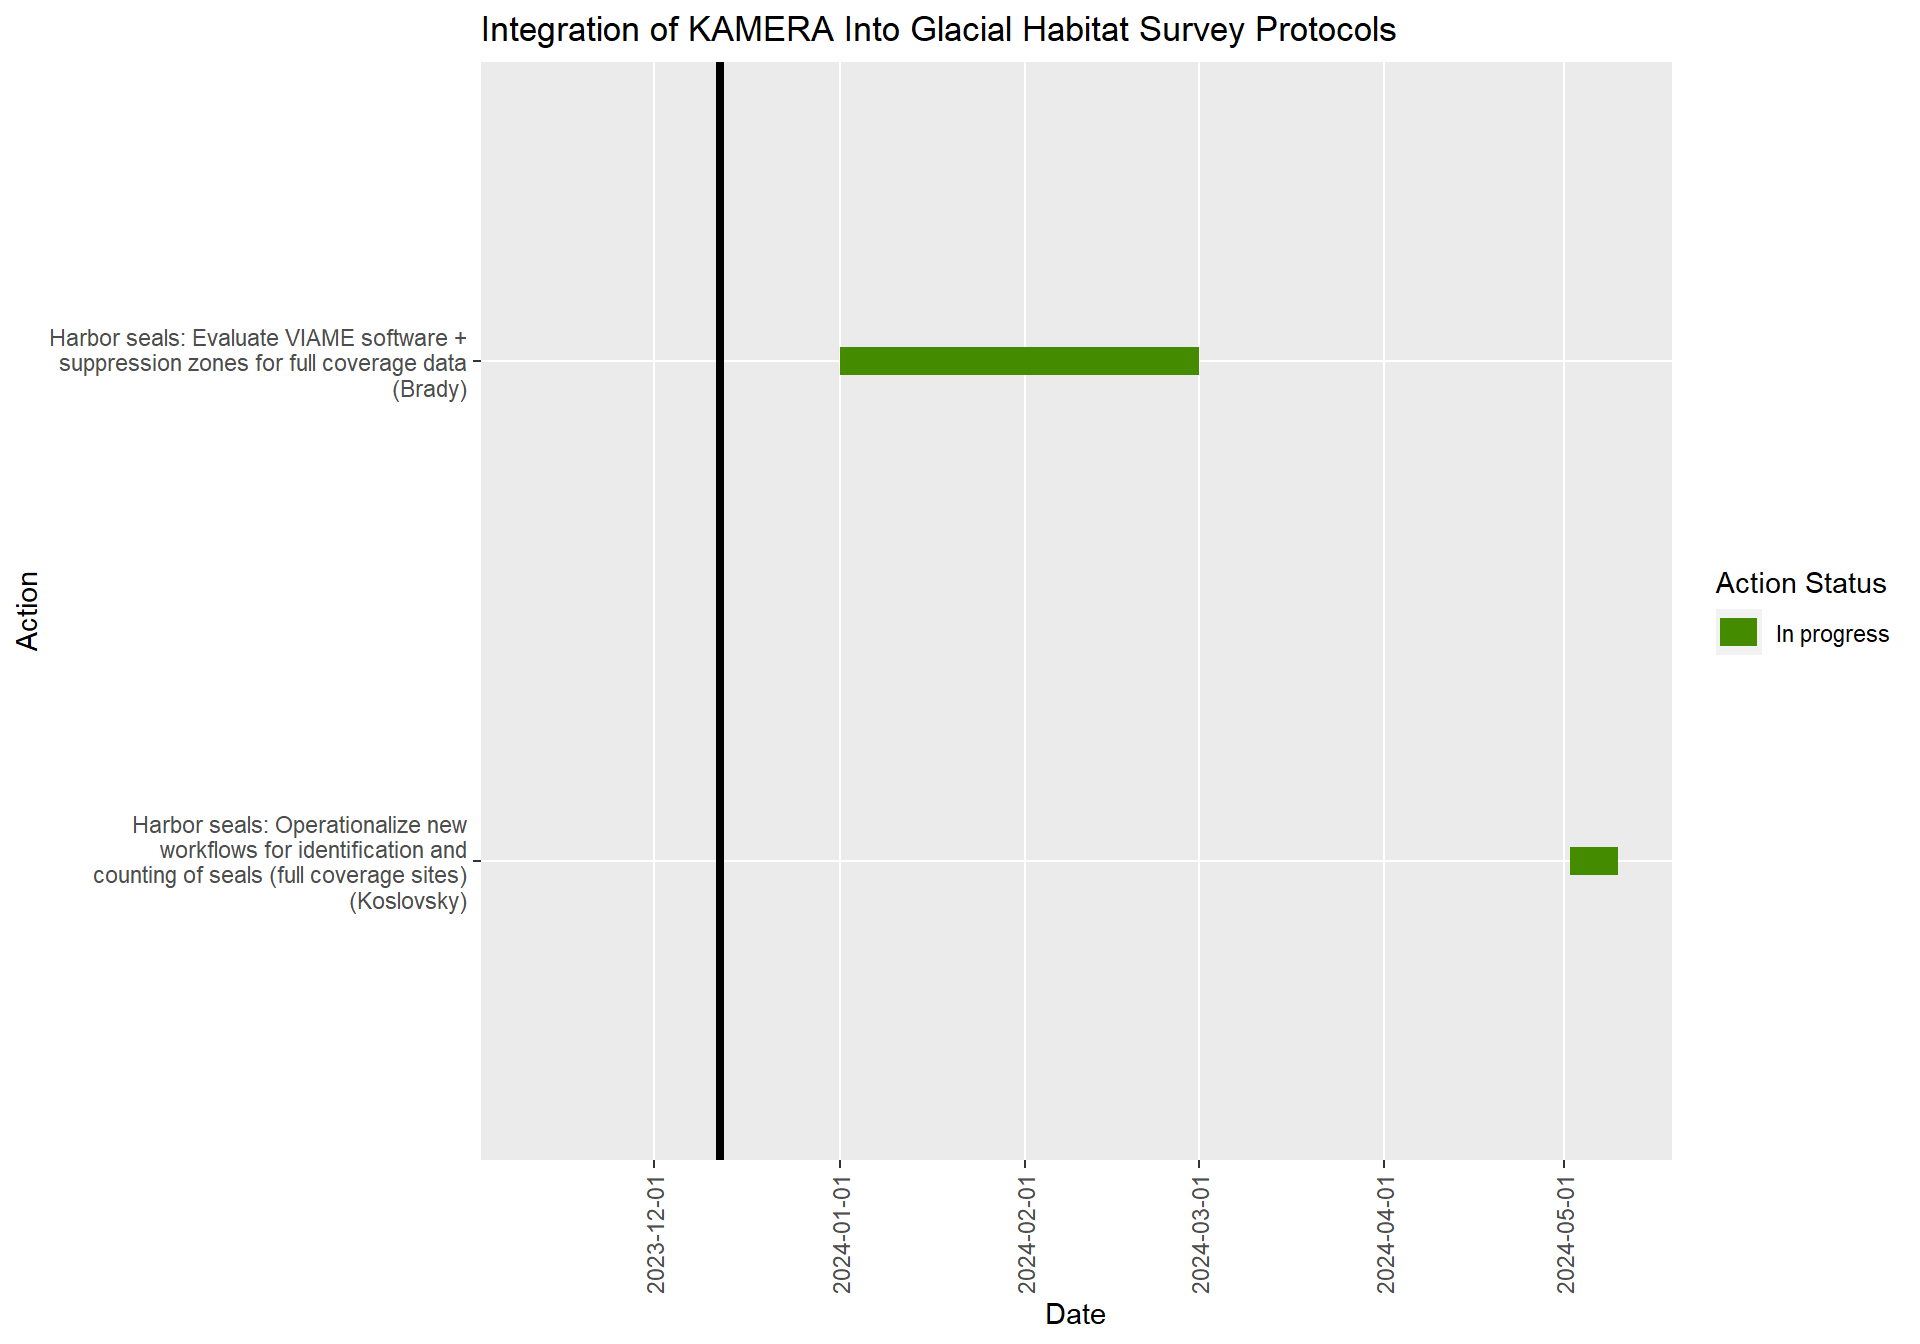 Integration of KAMERA Into Glacial Habitat Survey Protocols
Action
Harbor seals: Evaluate VIAME software +
suppression zones for full coverage data
(Brady)
Harbor seals: Operationalize new
workflows for identification and
counting of seals (full coverage sites)
(Koslovsky)
Action Status
In progress
2023-12-01
2024-01-01
2024-02-01
2024-03-01
2024-04-01
2024-05-01
Date